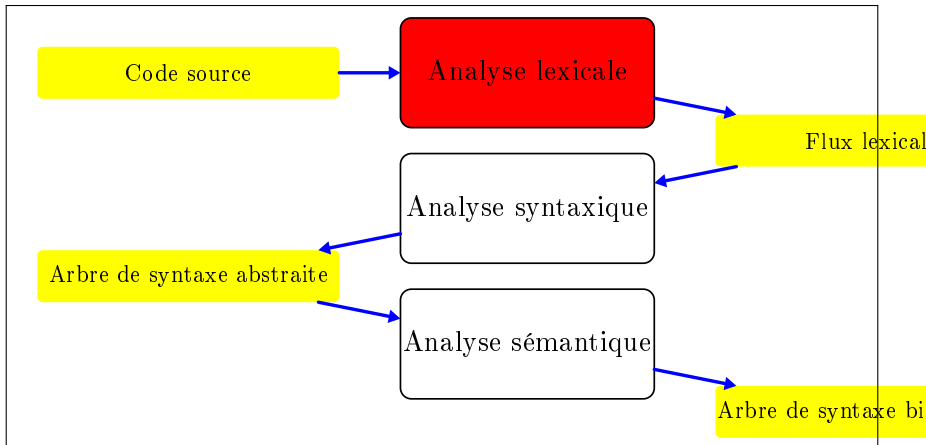 Code source
Analyse lexicale
Flux lexical
Analyse syntaxique
Arbre de syntaxe abstraite
Analyse sémantique
Arbre de syntaxe bi